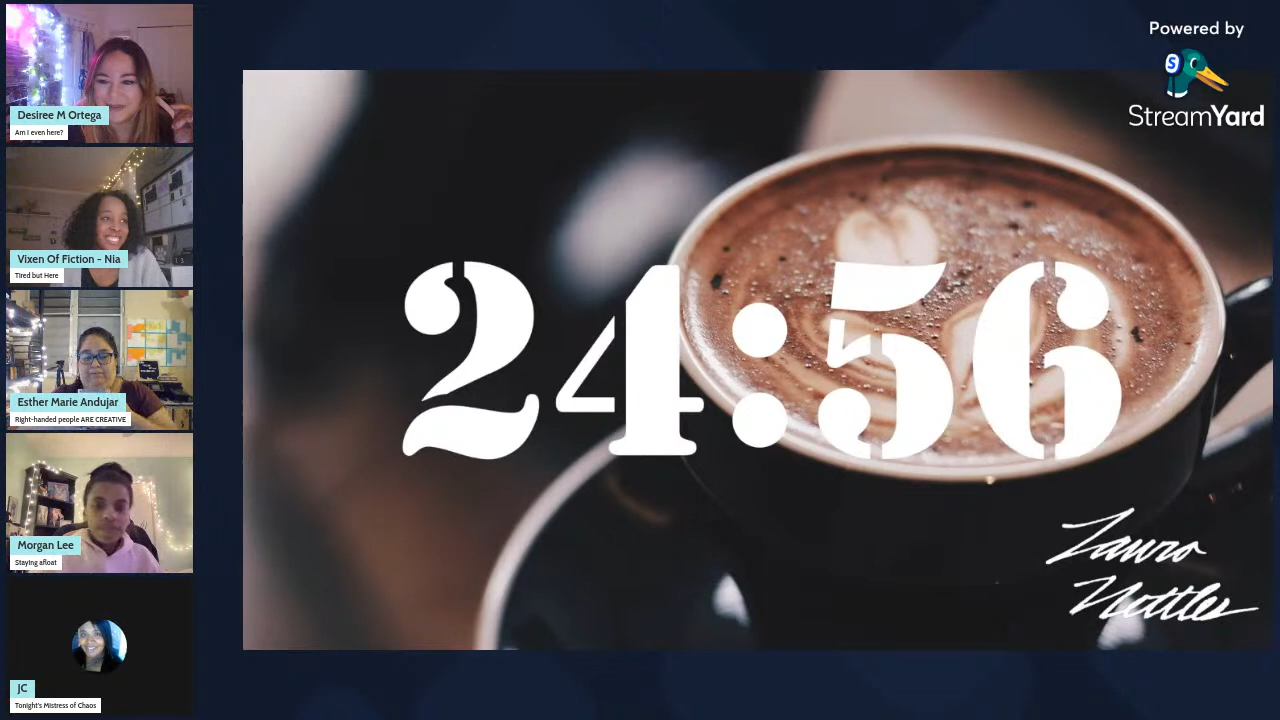 Desiree M Ortega
Am I even here?
Vixen Of Fiction - Nia
Tired but Here
Esther Marie Andujar
Right-handed people ARE CREATIVE
Morgan Lee
Staying afloat
JC
Tonight's Mistress of Chaos
24:56
Powered by
S
StreamYard